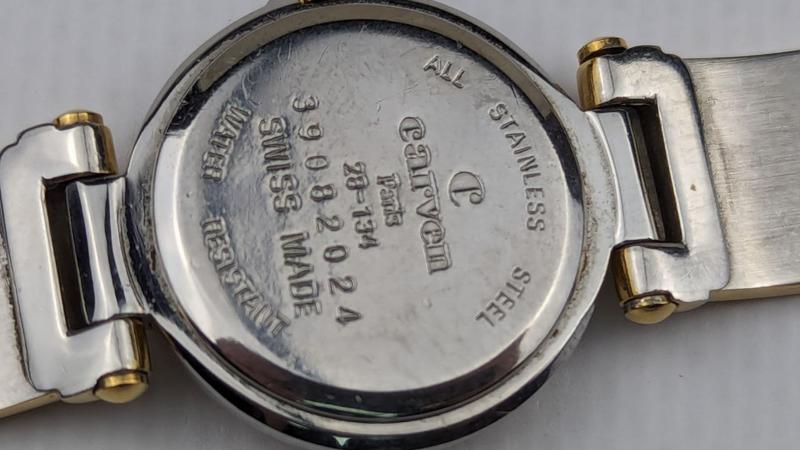 ALL STAINLESS STEEL
C
carven
Paris
28-134
39082024
SWISS MADE
WATER RESISTANT